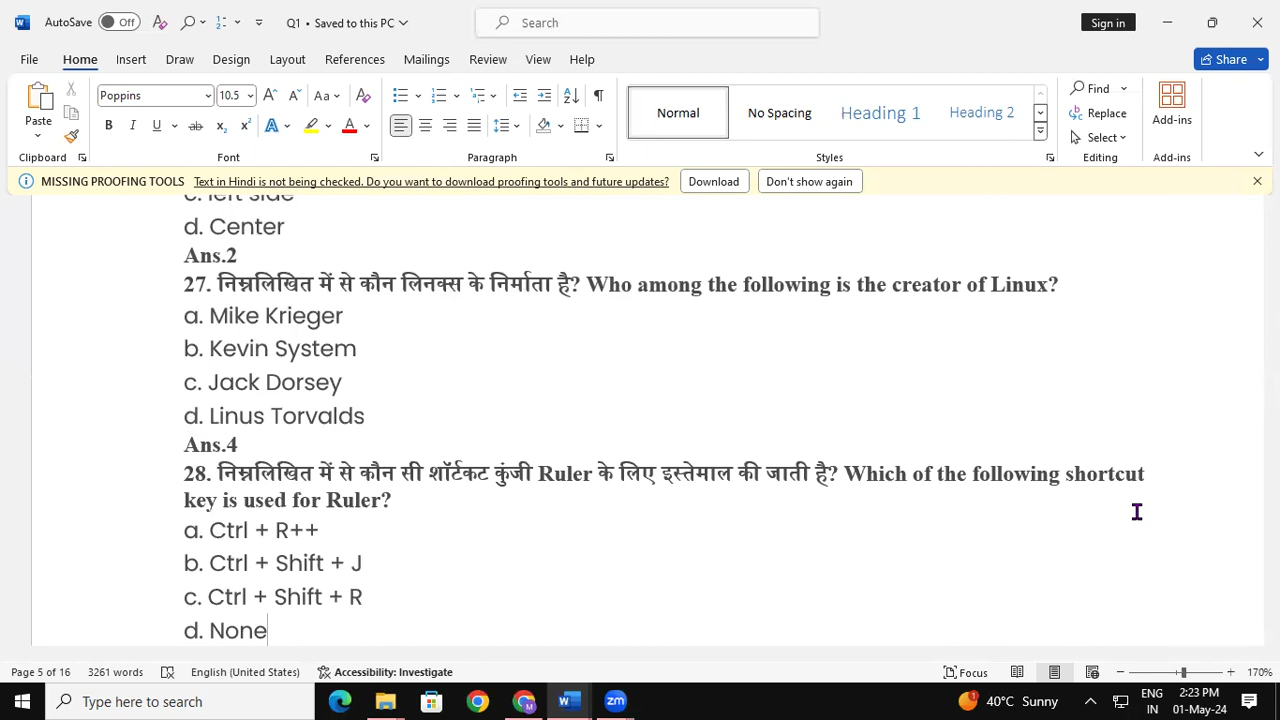 AutoSave Off Q1 • Saved to this PC Search Sign in
File Home Insert Draw Design Layout References Mailings Review View Help Share
Poppins 10.5 Aa Find
Paste Normal No Spacing Heading 1 Heading 2 Replace Add-ins
B I U ab x₂ x² A A Select
Clipboard Font Paragraph Styles Editing Add-ins
MISSING PROOFING TOOLS Text in Hindi is not being checked. Do you want to download proofing tools and future updates? Download Don't show again
c. left side
d. Center
Ans.2
27. निम्नलिखित में से कौन लिनक्स के निर्माता है? Who among the following is the creator of Linux?
a. Mike Krieger
b. Kevin System
c. Jack Dorsey
d. Linus Torvalds
Ans.4
28. निम्नलिखित में से कौन सी शॉर्टकट कुंजी Ruler के लिए इस्तेमाल की जाती है? Which of the following shortcut
key is used for Ruler?
a. Ctrl + R++
b. Ctrl + Shift + J
c. Ctrl + Shift + R
d. None
Page 5 of 16 3261 words English (United States) Accessibility: Investigate Focus 170%
Type here to search zm 40°C Sunny ENG 2:23 PM
IN 01-May-24